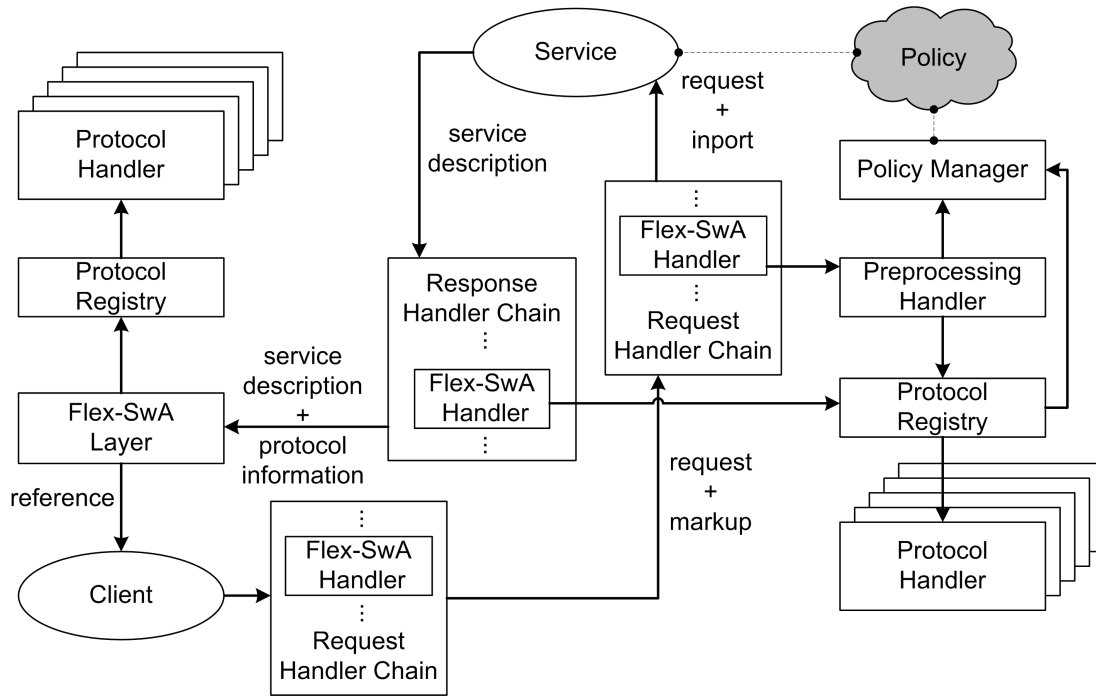 Service
Policy
Protocol
Handler
service
description
request
+
inport
Policy Manager
Protocol
Registry
Response
Handler Chain
Flex-SwA
Handler
Request
Handler Chain
Preprocessing
Handler
service
description
+
protocol
information
Flex-SwA
Layer
Flex-SwA
Handler
Protocol
Registry
reference
request
+
markup
Client
Flex-SwA
Handler
Request
Handler Chain
Protocol
Handler